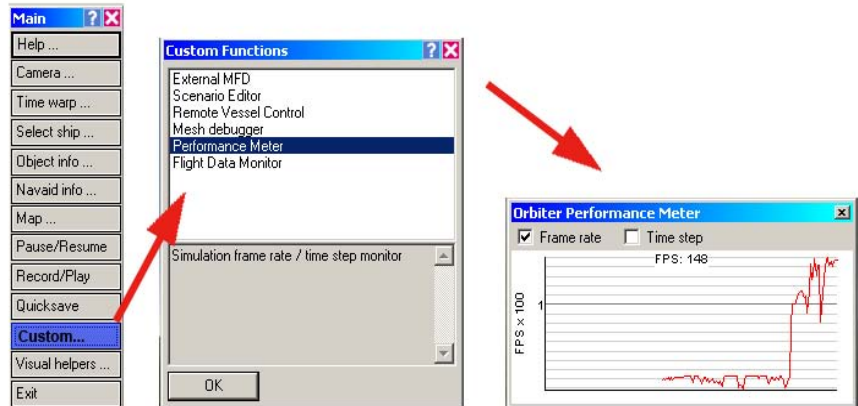 Main
Help ...
Camera ...
Time warp ...
Select ship ...
Object info ...
Navaid info ...
Map ...
Pause/Resume
Record/Play
Quicksave
Custom...
Visual helpers ...
Exit
Custom Functions
External MFD
Scenario Editor
Remote Vessel Control
Mesh debugger
Performance Meter
Flight Data Monitor
Simulation frame rate / time step monitor
OK
Orbiter Performance Meter
Frame rate Time step
FPS: 148
FPS × 100
1